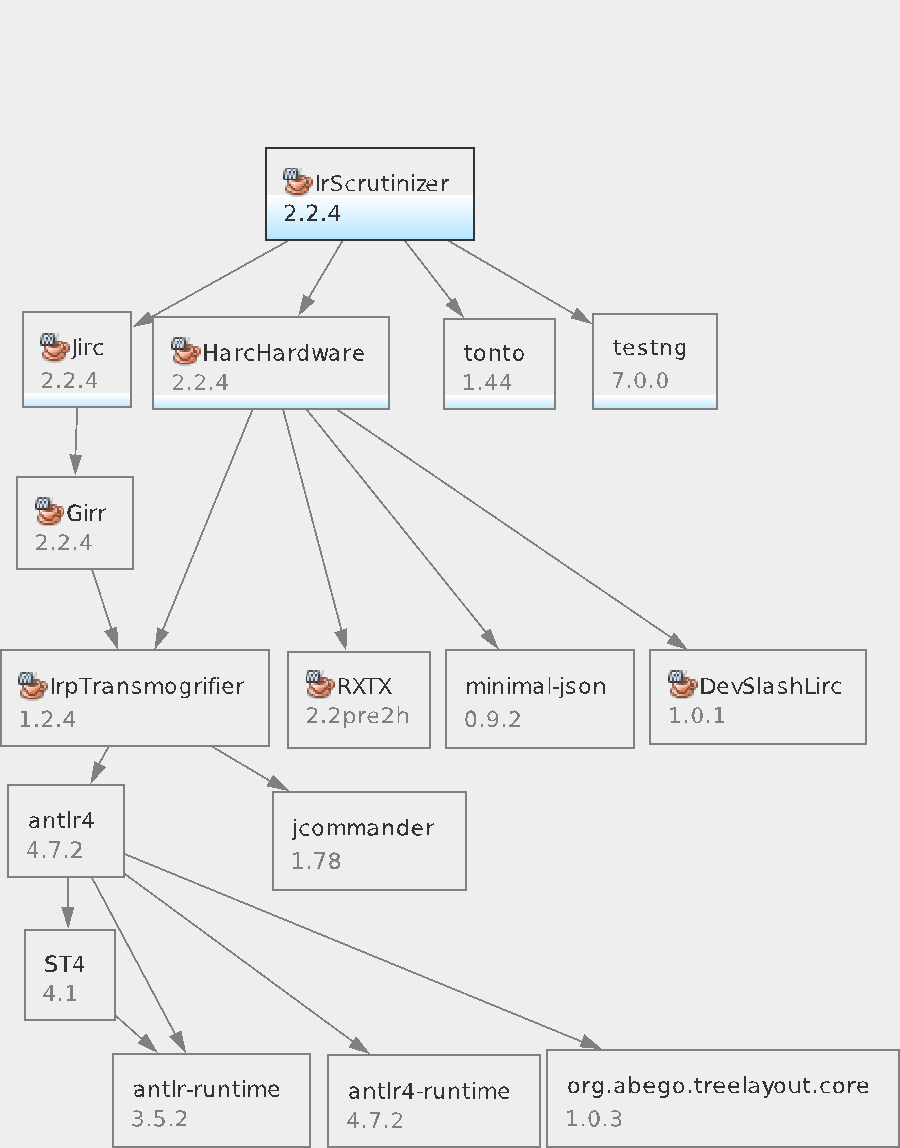 IrScrutinizer
2.2.4
Jirc
2.2.4
HarcHardware
2.2.4
tonto
1.44
testng
7.0.0
Girr
2.2.4
IrpTransmogrifier
1.2.4
RXTX
2.2pre2h
minimal-json
0.9.2
DevSlashLirc
1.0.1
antlr4
4.7.2
jcommander
1.78
ST4
4.1
antlr-runtime
3.5.2
antlr4-runtime
4.7.2
org.abego.treelayout.core
1.0.3